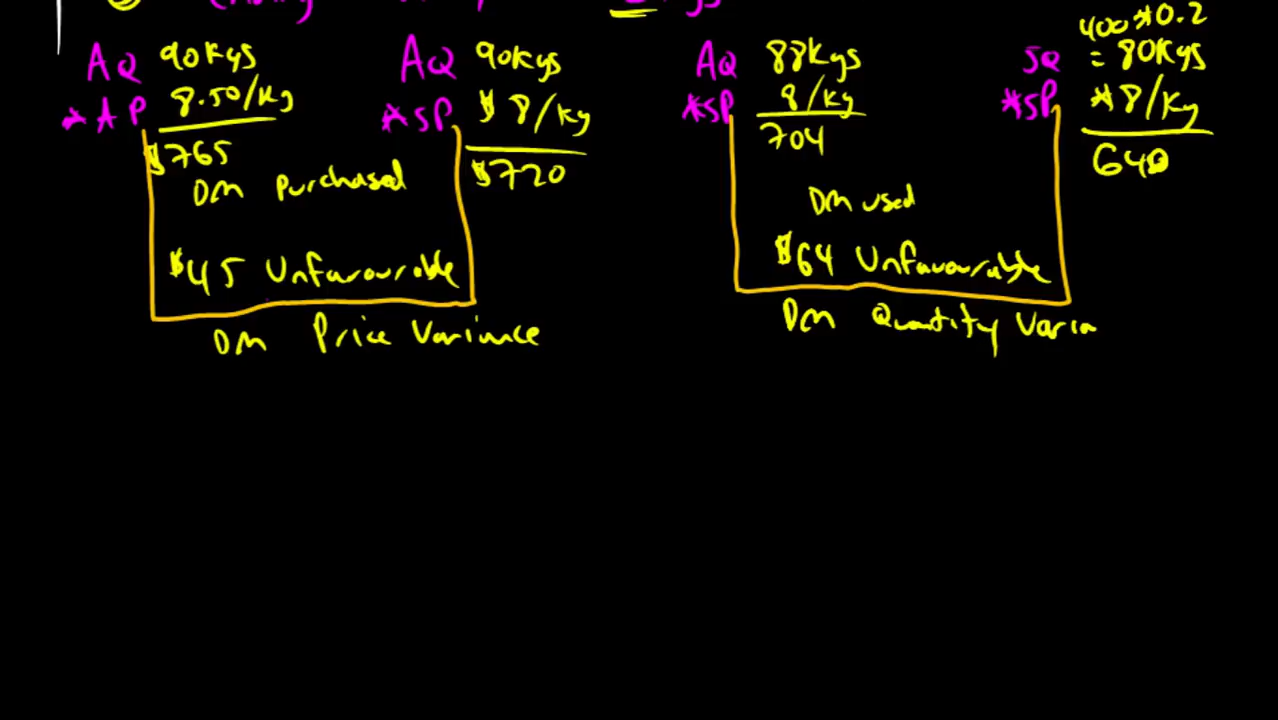 AQ 90Kgs AQ 90Kgs AQ 88Kgs 400*0.2
SQ = 80Kgs
*AP 8.50/Kg *SP $8/Kg *SP 8/Kg *SP *8/Kg
$765 $720 704 640
DM Purchased DM used
$45 Unfavourable $64 Unfavourable
DM Price Variance DM Quantity Varia